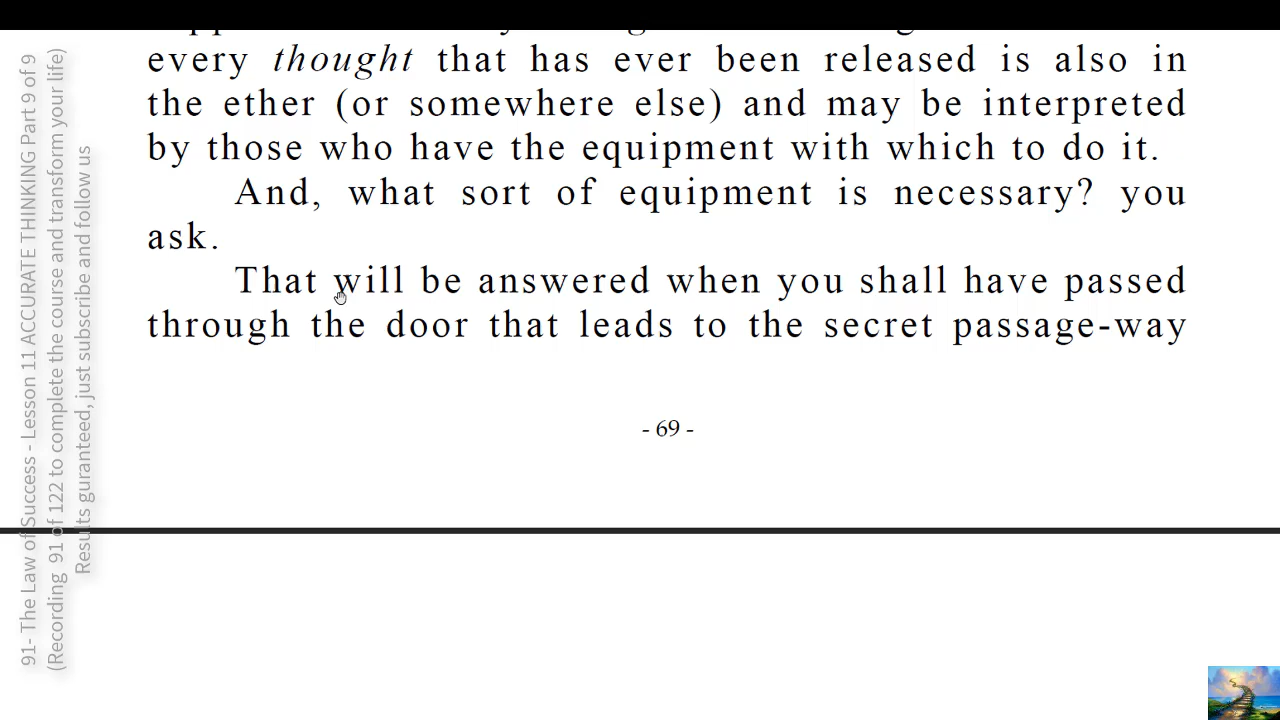 every thought that has ever been released is also in
the ether (or somewhere else) and may be interpreted
by those who have the equipment with which to do it.
And, what sort of equipment is necessary? you
ask.
That will be answered when you shall have passed
through the door that leads to the secret passage-way
- 69 -
91- The Law of Success - Lesson 11 ACCURATE THINKING Part 9 of 9
(Recording 91 of 122 to complete the course and transform your life)
Results guranteed, just subscribe and follow us